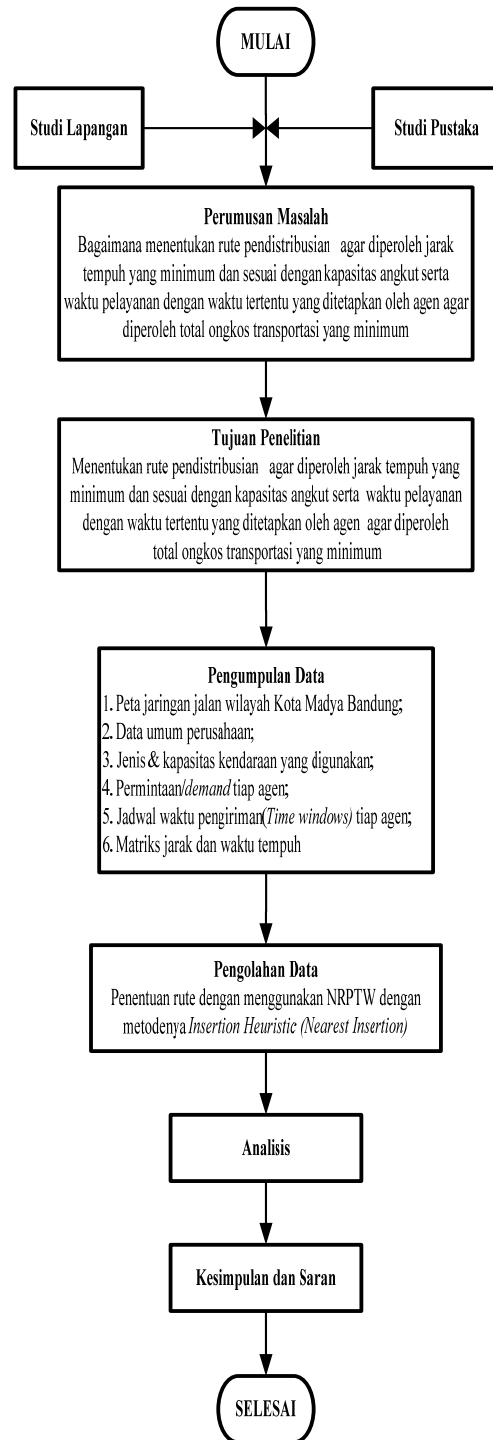 MULAI
Studi Lapangan
Studi Pustaka
Perumusan Masalah
Bagaimana menentukan rute pendistribusian agar diperoleh jarak
tempuh yang minimum dan sesuai dengan kapasitas angkut serta
waktu pelayanan dengan waktu tertentu yang ditetapkan oleh agen agar
diperoleh total ongkos transportasi yang minimum
Tujuan Penelitian
Menentukan rute pendistribusian agar diperoleh jarak tempuh yang
minimum dan sesuai dengan kapasitas angkut serta waktu pelayanan
dengan waktu tertentu yang ditetapkan oleh agen agar diperoleh
total ongkos transportasi yang minimum
Pengumpulan Data
1. Peta jaringan jalan wilayah Kota Madya Bandung;
2. Data umum perusahaan;
3. Jenis & kapasitas kendaraan yang digunakan;
4. Permintaan/demand tiap agen;
5. Jadwal waktu pengiriman(Time windows) tiap agen;
6. Matriks jarak dan waktu tempuh
Pengolahan Data
Penentuan rute dengan menggunakan NRPTW dengan
metodenya Insertion Heuristic (Nearest Insertion)
Analisis
Kesimpulan dan Saran
SELESAI